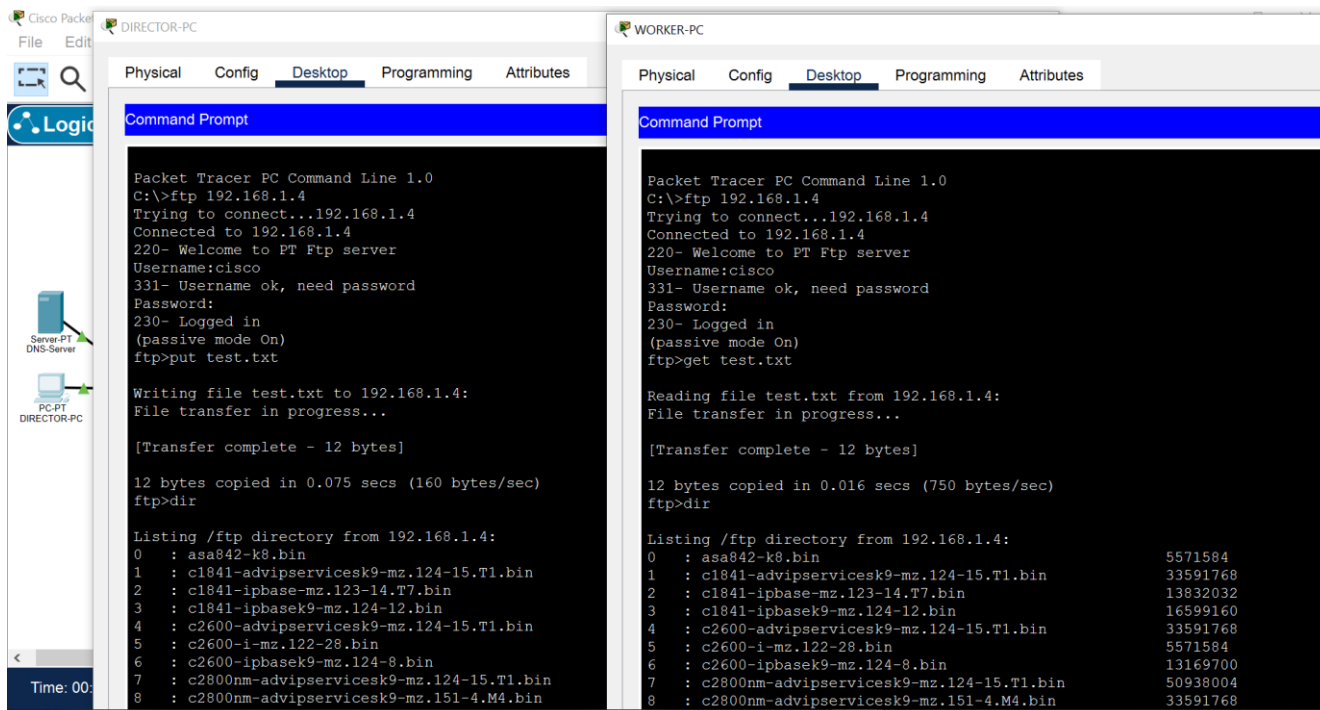 Cisco Packe
File Edit
Logic
Server-PT
DNS-Server
PC-PT
DIRECTOR-PC
Time: 00:
DIRECTOR-PC
Physical Config Desktop Programming Attributes
Command Prompt
Packet Tracer PC Command Line 1.0
C:\>ftp 192.168.1.4
Trying to connect...192.168.1.4
Connected to 192.168.1.4
220- Welcome to PT Ftp server
Username:cisco
331- Username ok, need password
Password:
230- Logged in
(passive mode On)
ftp>put test.txt
Writing file test.txt to 192.168.1.4:
File transfer in progress...
[Transfer complete - 12 bytes]
12 bytes copied in 0.075 secs (160 bytes/sec)
ftp>dir
Listing /ftp directory from 192.168.1.4:
0 : asa842-k8.bin
1 : c1841-advipservicesk9-mz.124-15.T1.bin
2 : c1841-ipbase-mz.123-14.T7.bin
3 : c1841-ipbasek9-mz.124-12.bin
4 : c2600-advipservicesk9-mz.124-15.T1.bin
5 : c2600-i-mz.122-28.bin
6 : c2600-ipbasek9-mz.124-8.bin
7 : c2800nm-advipservicesk9-mz.124-15.T1.bin
8 : c2800nm-advipservicesk9-mz.151-4.M4.bin
WORKER-PC
Physical Config Desktop Programming Attributes
Command Prompt
Packet Tracer PC Command Line 1.0
C:\>ftp 192.168.1.4
Trying to connect...192.168.1.4
Connected to 192.168.1.4
220- Welcome to PT Ftp server
Username:cisco
331- Username ok, need password
Password:
230- Logged in
(passive mode On)
ftp>get test.txt
Reading file test.txt from 192.168.1.4:
File transfer in progress...
[Transfer complete - 12 bytes]
12 bytes copied in 0.016 secs (750 bytes/sec)
ftp>dir
Listing /ftp directory from 192.168.1.4:
0 : asa842-k8.bin 5571584
1 : c1841-advipservicesk9-mz.124-15.T1.bin 33591768
2 : c1841-ipbase-mz.123-14.T7.bin 13832032
3 : c1841-ipbasek9-mz.124-12.bin 16599160
4 : c2600-advipservicesk9-mz.124-15.T1.bin 33591768
5 : c2600-i-mz.122-28.bin 5571584
6 : c2600-ipbasek9-mz.124-8.bin 13169700
7 : c2800nm-advipservicesk9-mz.124-15.T1.bin 50938004
8 : c2800nm-advipservicesk9-mz.151-4.M4.bin 33591768